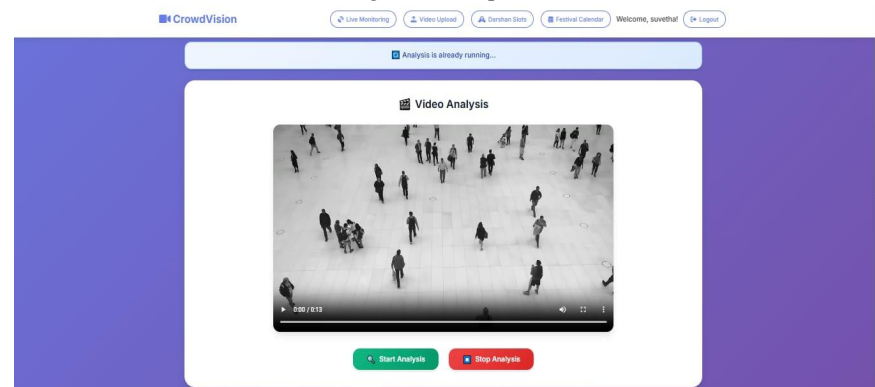 CrowdVision
Live Monitoring Video Upload Darshan Slots Festival Calendar Welcome, suvetha! Logout
Analysis is already running...
Video Analysis
0:00 / 0:13
Start Analysis Stop Analysis